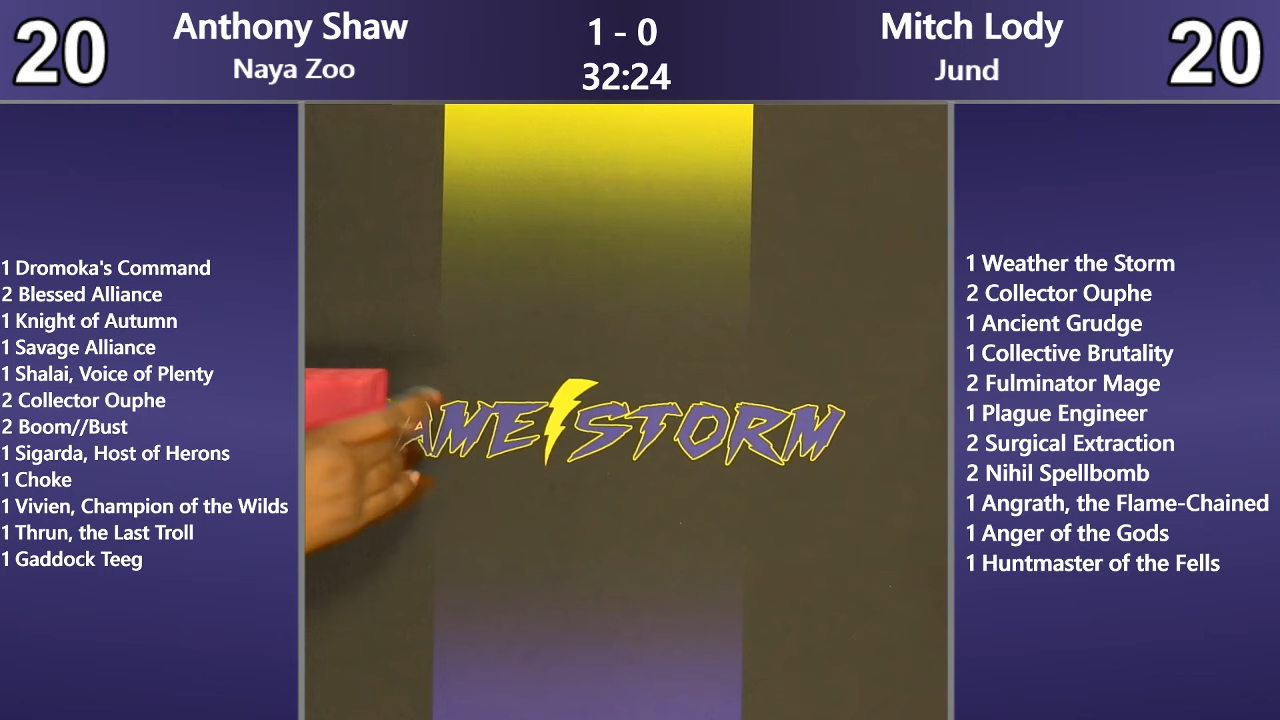 20
Anthony Shaw
Naya Zoo
1 - 0
32:24
Mitch Lody
Jund
20
1 Dromoka's Command
2 Blessed Alliance
1 Knight of Autumn
1 Savage Alliance
1 Shalai, Voice of Plenty
2 Collector Ouphe
2 Boom//Bust
1 Sigarda, Host of Herons
1 Choke
1 Vivien, Champion of the Wilds
1 Thrun, the Last Troll
1 Gaddock Teeg
AME STORM
1 Weather the Storm
2 Collector Ouphe
1 Ancient Grudge
1 Collective Brutality
2 Fulminator Mage
1 Plague Engineer
2 Surgical Extraction
2 Nihil Spellbomb
1 Angrath, the Flame-Chained
1 Anger of the Gods
1 Huntmaster of the Fells